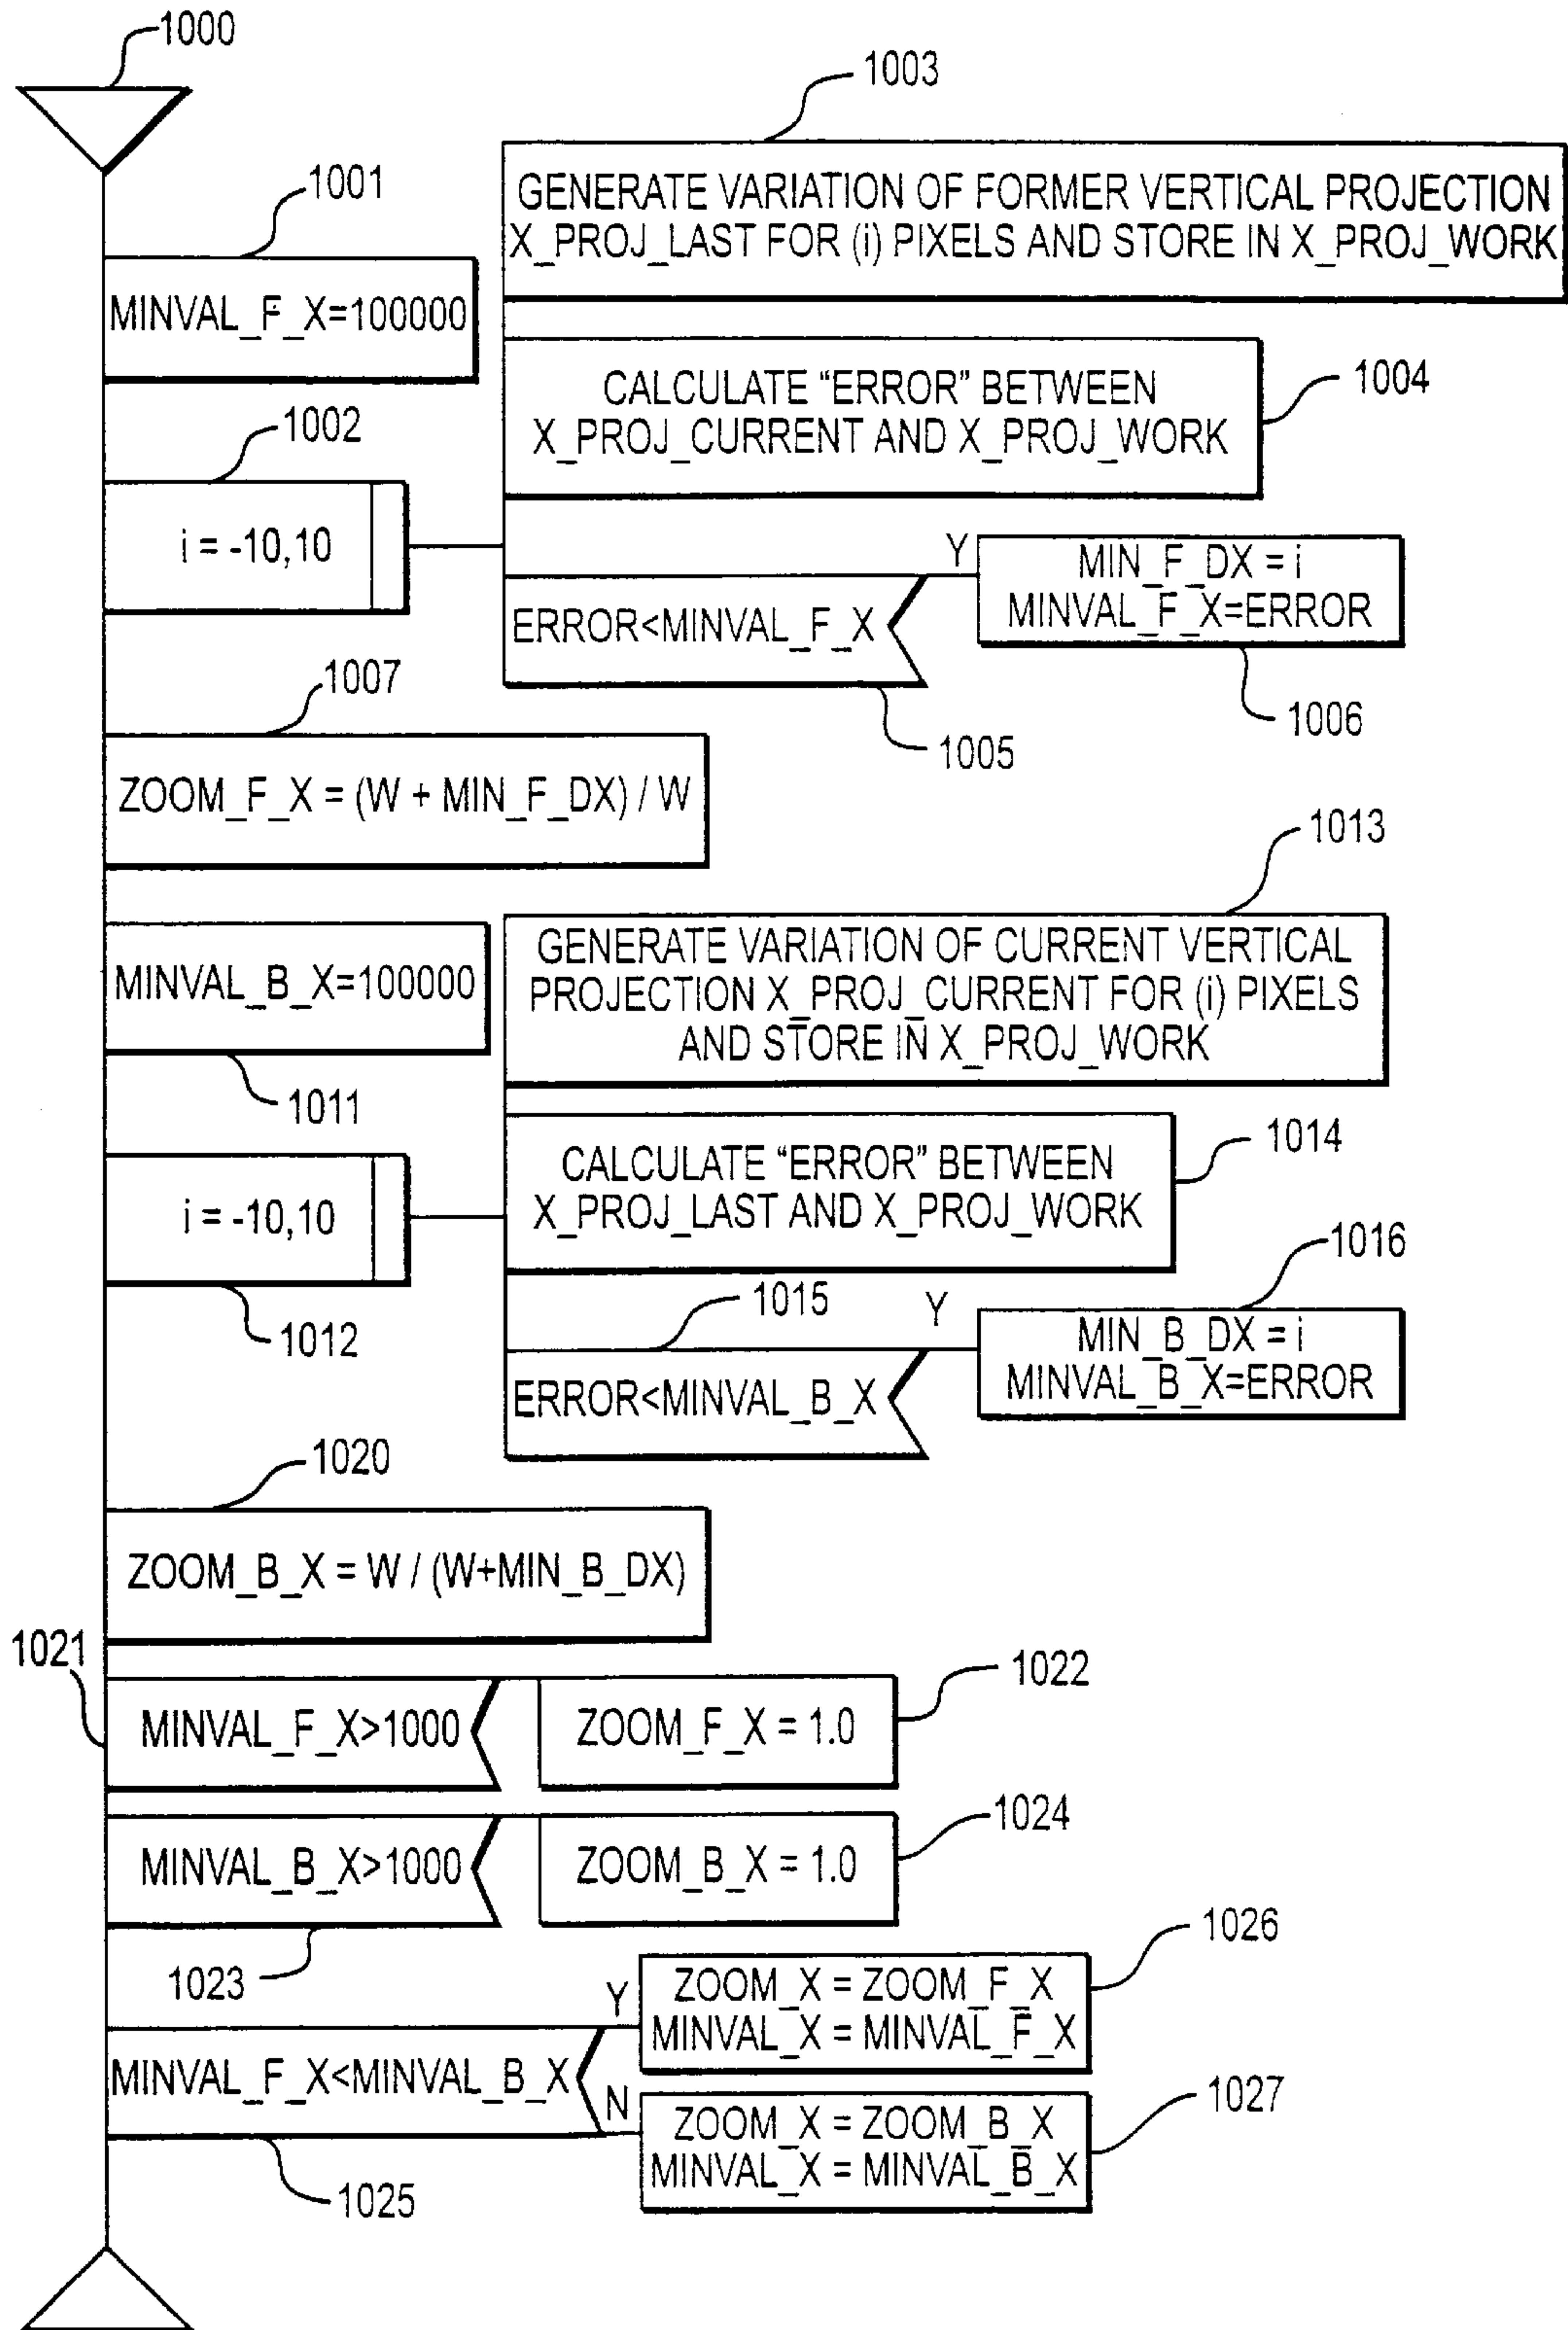 1000
1003
GENERATE VARIATION OF FORMER VERTICAL PROJECTION
X_PROJ_LAST FOR (i) PIXELS AND STORE IN X_PROJ_WORK
1001
MINVAL_F_X=100000
CALCULATE "ERROR" BETWEEN
X_PROJ_CURRENT AND X_PROJ_WORK
1004
1002
i = -10,10
ERROR<MINVAL_F_X
Y
MIN_F_DX = i
MINVAL_F_X=ERROR
1006
1005
1007
ZOOM_F_X = (W + MIN_F_DX) / W
1013
GENERATE VARIATION OF CURRENT VERTICAL
PROJECTION X_PROJ_CURRENT FOR (i) PIXELS
AND STORE IN X_PROJ_WORK
MINVAL_B_X=100000
1011
CALCULATE "ERROR" BETWEEN
X_PROJ_LAST AND X_PROJ_WORK
1014
i = -10,10
1012
1015
ERROR<MINVAL_B_X
Y
1016
MIN_B_DX = i
MINVAL_B_X=ERROR
1020
ZOOM_B_X = W / (W+MIN_B_DX)
1021
MINVAL_F_X>1000
ZOOM_F_X = 1.0
1022
MINVAL_B_X>1000
ZOOM_B_X = 1.0
1024
1023
MINVAL_F_X<MINVAL_B_X
Y
ZOOM_X = ZOOM_F_X
MINVAL_X = MINVAL_F_X
1026
N
ZOOM_X = ZOOM_B_X
MINVAL_X = MINVAL_B_X
1027
1025